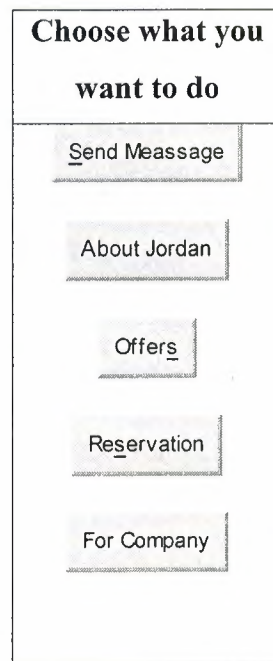 Choose what you
want to do
Send Meassage
About Jordan
Offers
Reservation
For Company